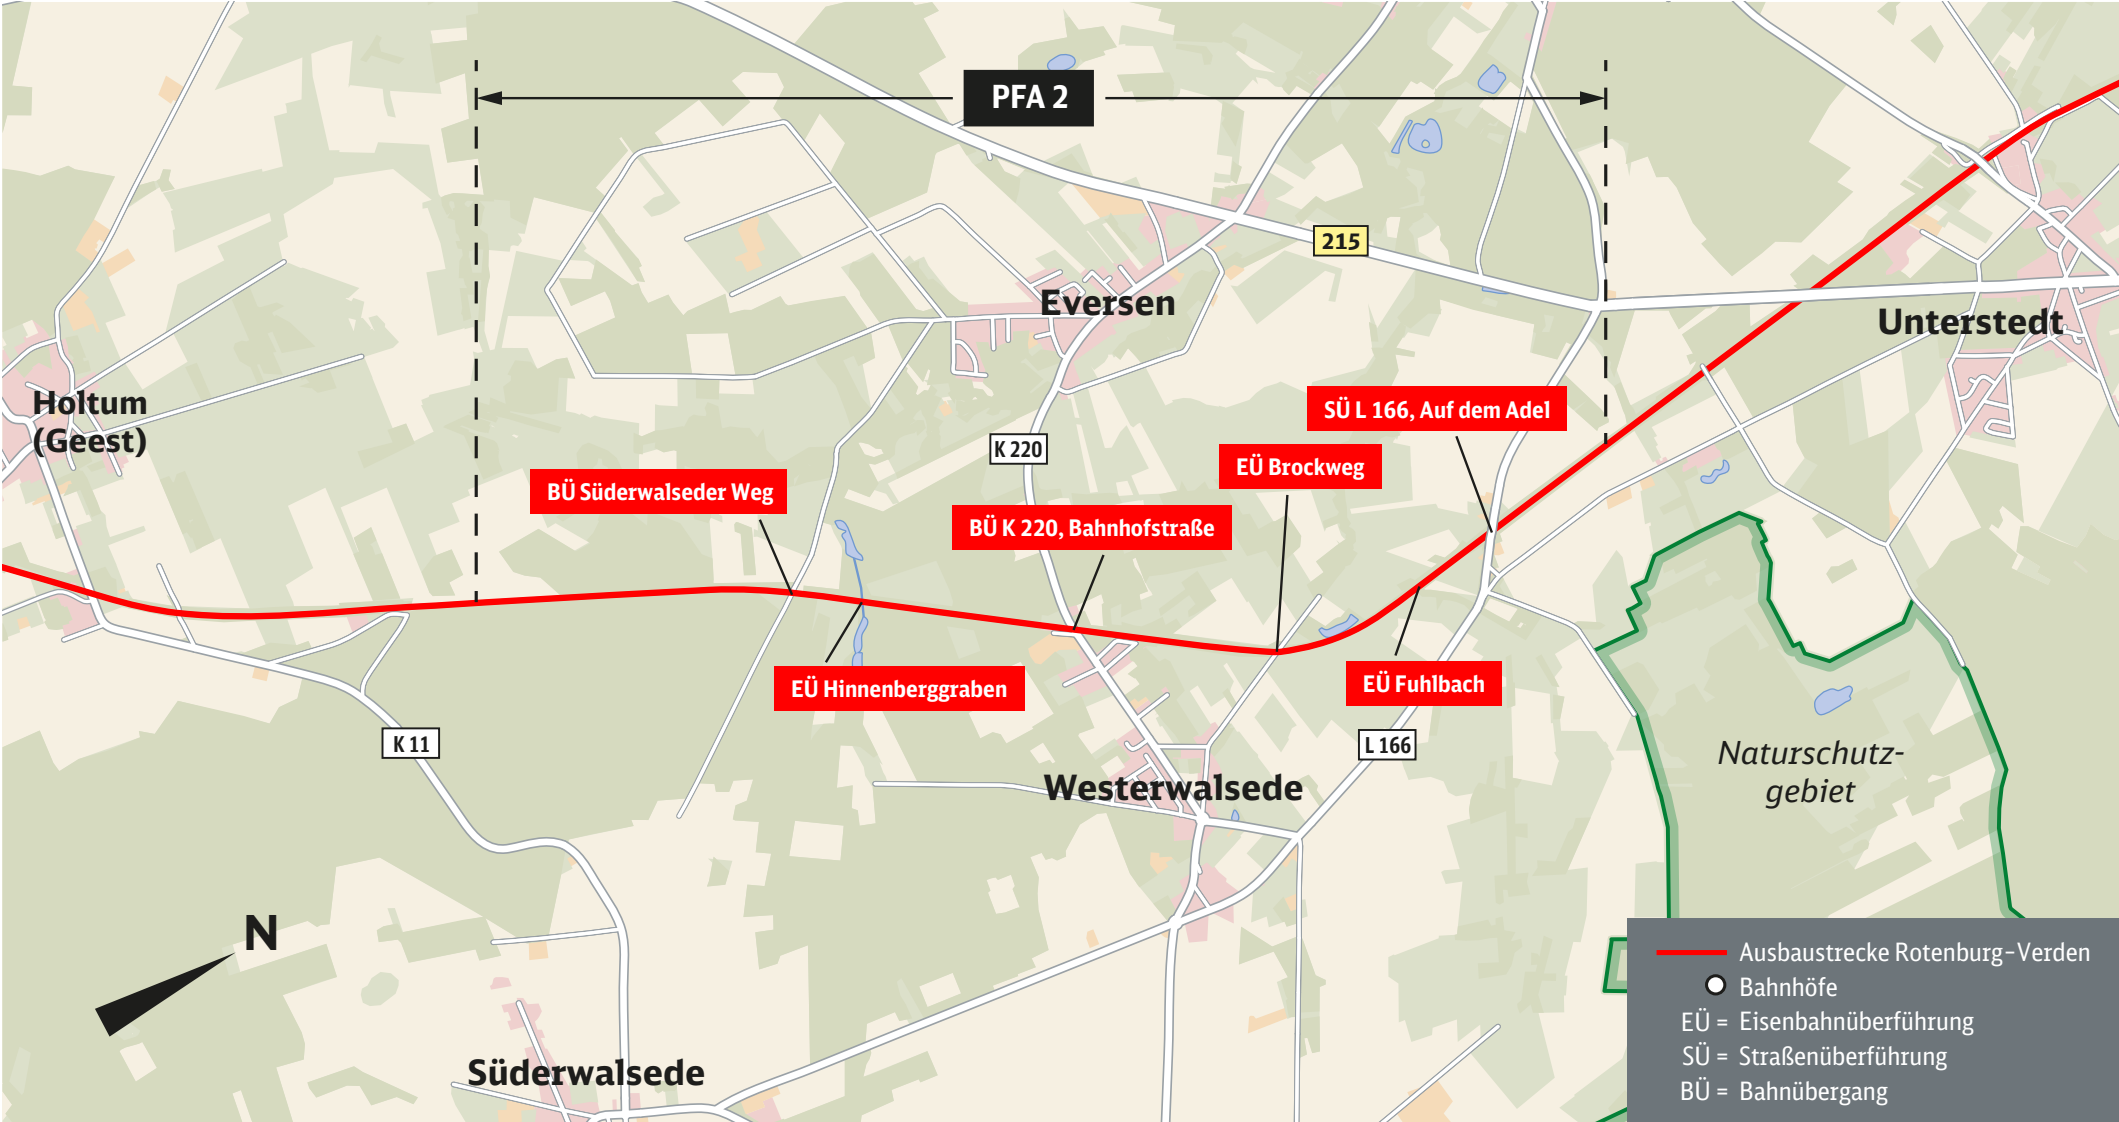 PFA 2
215
Eversen
Unterstedt
Holtum
(Geest)
SÜ L 166, Auf dem Adel
K 220
EÜ Brockweg
BÜ Süderwalseder Weg
BÜ K 220, Bahnhofstraße
EÜ Hinnenberggraben
EÜ Fuhlbach
K 11
L 166
Naturschutz-
gebiet
Westerwalsede
N
Süderwalsede
Ausbaustrecke Rotenburg–Verden
Bahnhöfe
EÜ = Eisenbahnüberführung
SÜ = Straßenüberführung
BÜ = Bahnübergang